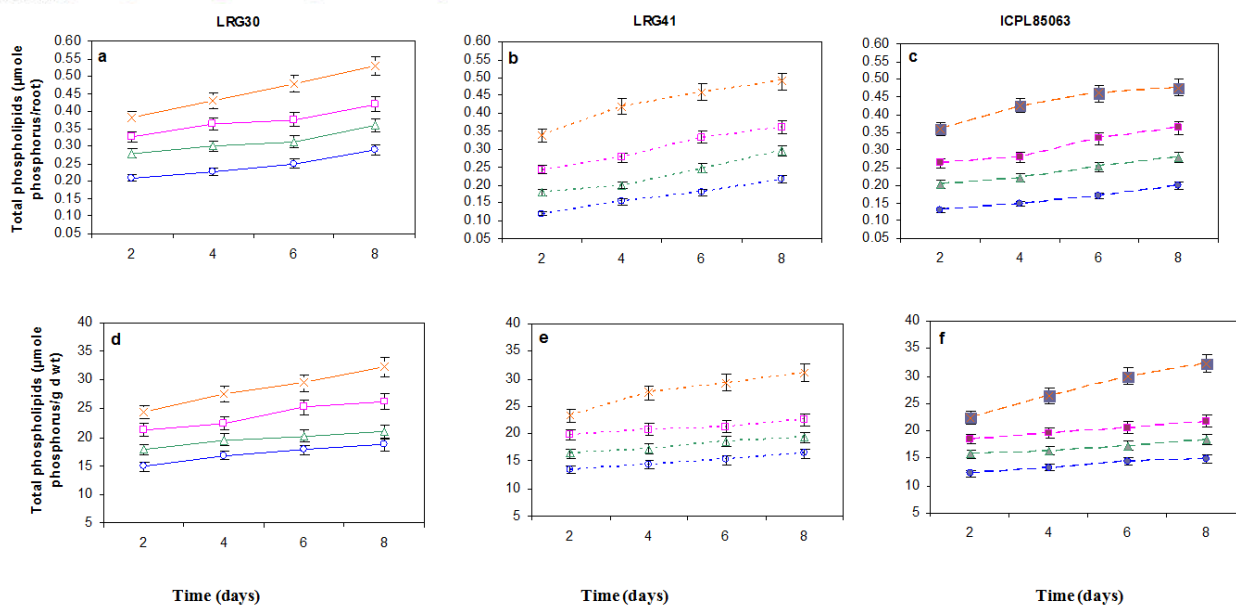 LRG30
LRG41
ICPL85063
Total phospholipids (µmole
phosphorus/root)
a
0.60
0.55
0.50
0.45
0.40
0.35
0.30
0.25
0.20
0.15
0.10
0.05
2 4 6 8
b
0.60
0.55
0.50
0.45
0.40
0.35
0.30
0.25
0.20
0.15
0.10
0.05
2 4 6 8
c
0.60
0.55
0.50
0.45
0.40
0.35
0.30
0.25
0.20
0.15
0.10
0.05
2 4 6 8
Total phospholipids (µmole
phosphorus/g d wt)
d
40
35
30
25
20
15
10
5
2 4 6 8
e
40
35
30
25
20
15
10
5
2 4 6 8
f
40
35
30
25
20
15
10
5
2 4 6 8
Time (days)
Time (days)
Time (days)